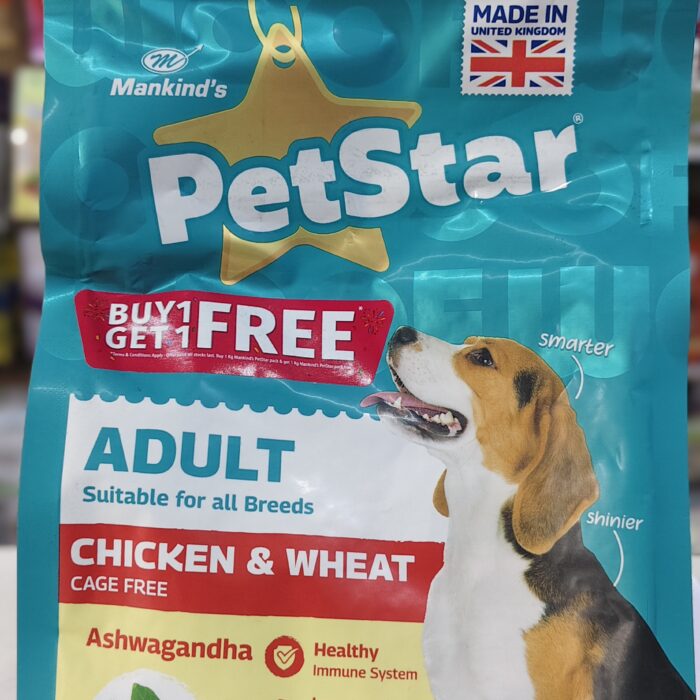 MADE IN
UNITED KINGDOM
m
Mankind's
PetStar®
BUY 1
GET 1 FREE*
smarter
ADULT
Suitable for all Breeds
shinier
CHICKEN & WHEAT
CAGE FREE
Ashwagandha
Healthy
Immune System